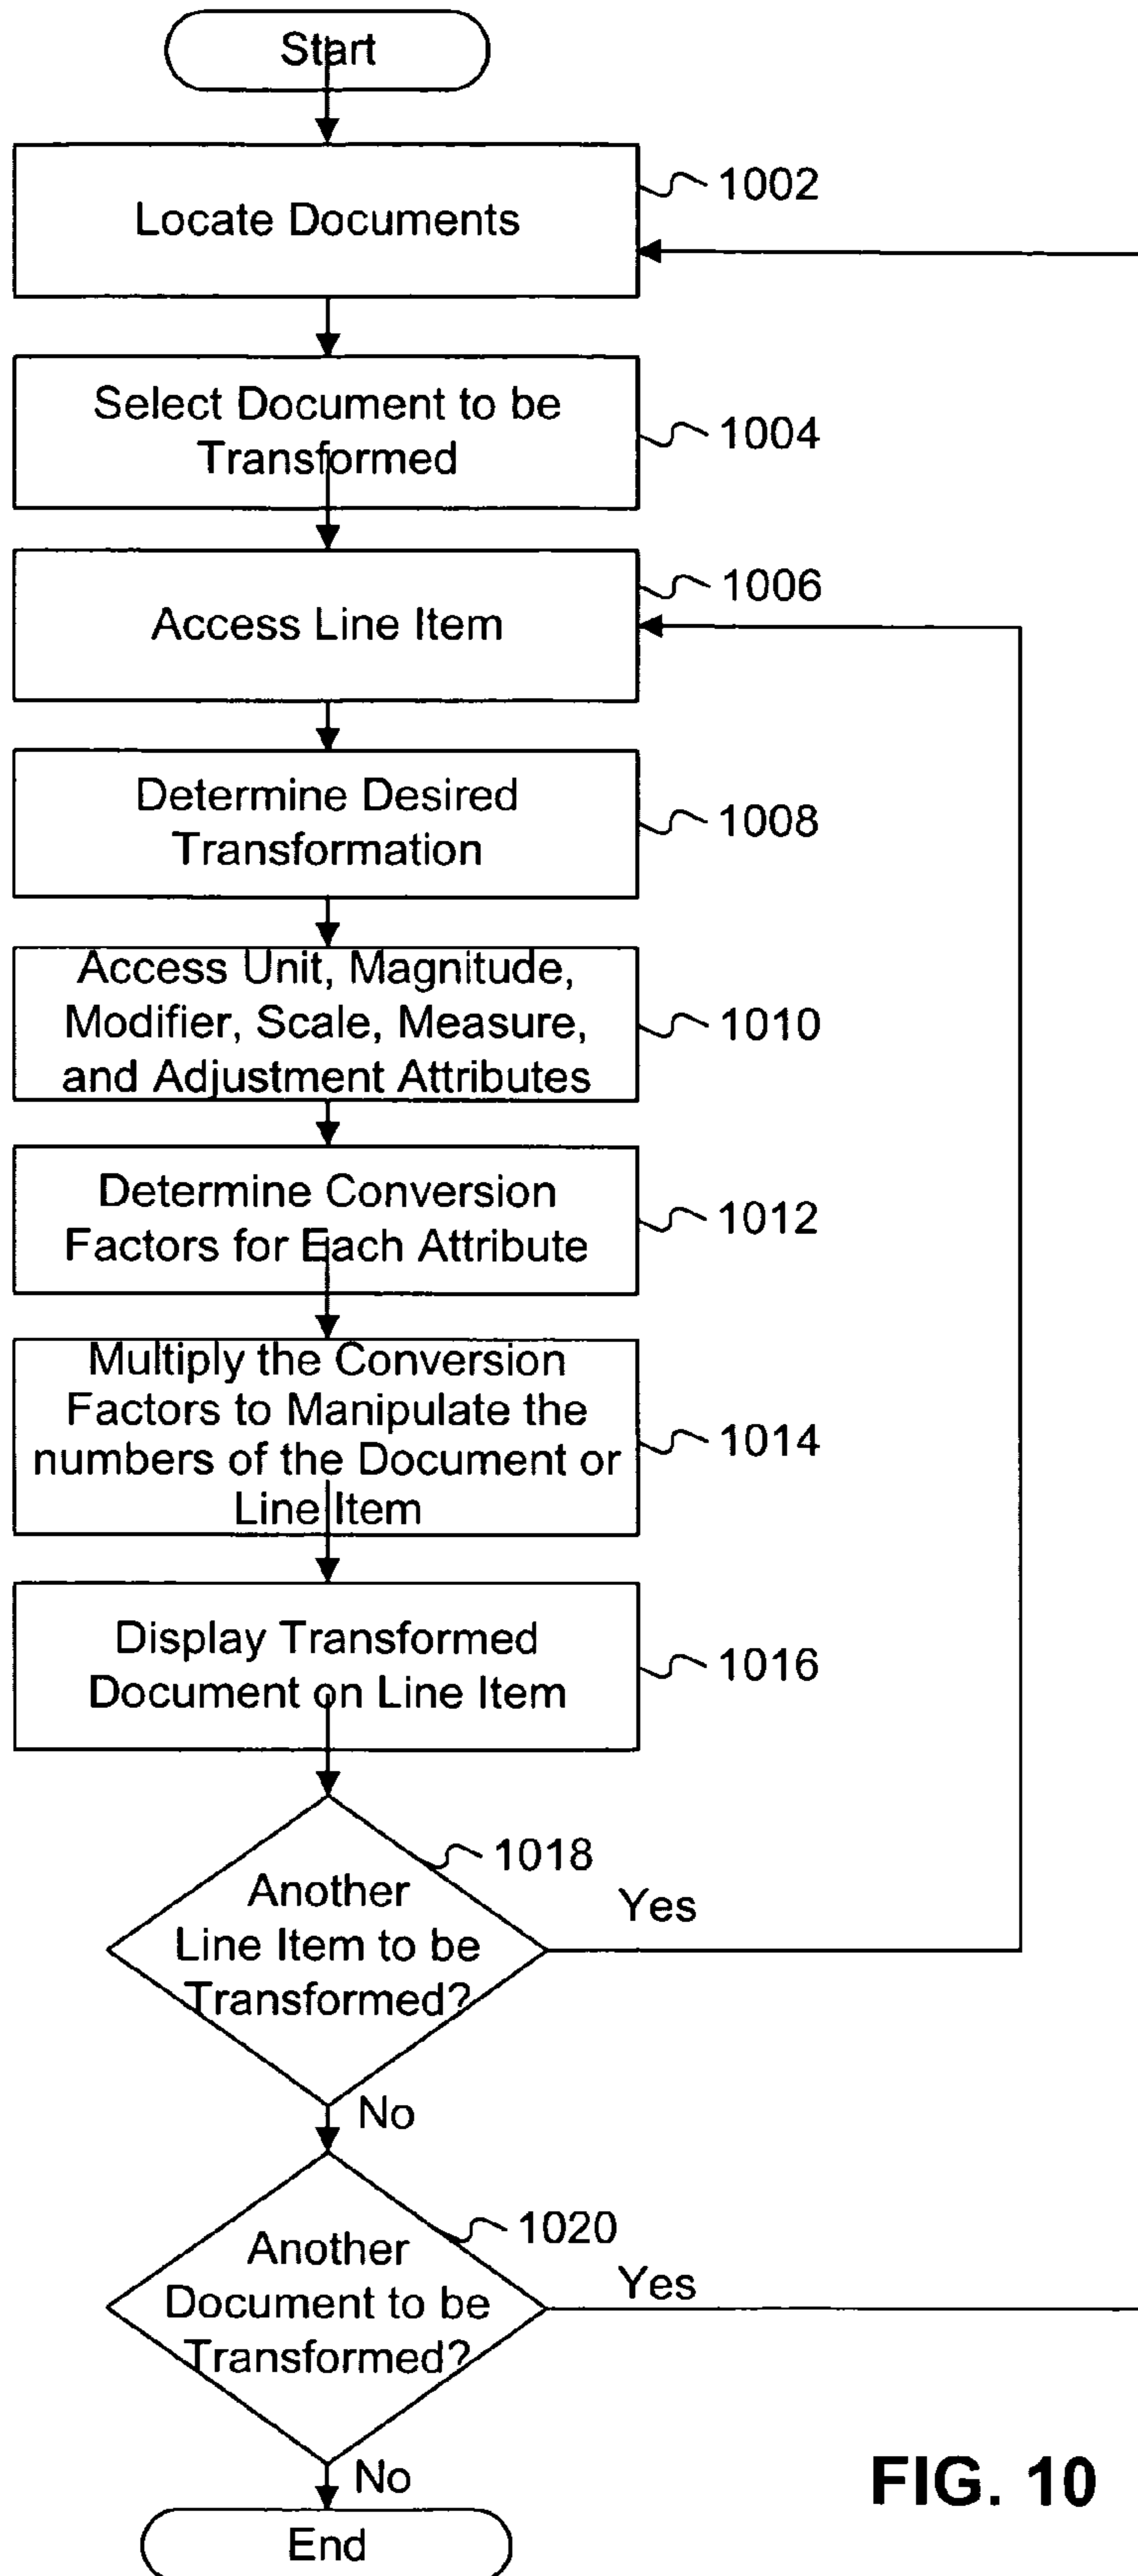 Start
Locate Documents
1002
Select Document to be
Transformed
1004
Access Line Item
1006
Determine Desired
Transformation
1008
Access Unit, Magnitude,
Modifier, Scale, Measure,
and Adjustment Attributes
1010
Determine Conversion
Factors for Each Attribute
1012
Multiply the Conversion
Factors to Manipulate the
numbers of the Document or
Line Item
1014
Display Transformed
Document on Line Item
1016
Another
Line Item to be
Transformed?
1018
Yes
No
Another
Document to be
Transformed?
1020
Yes
No
End
FIG. 10